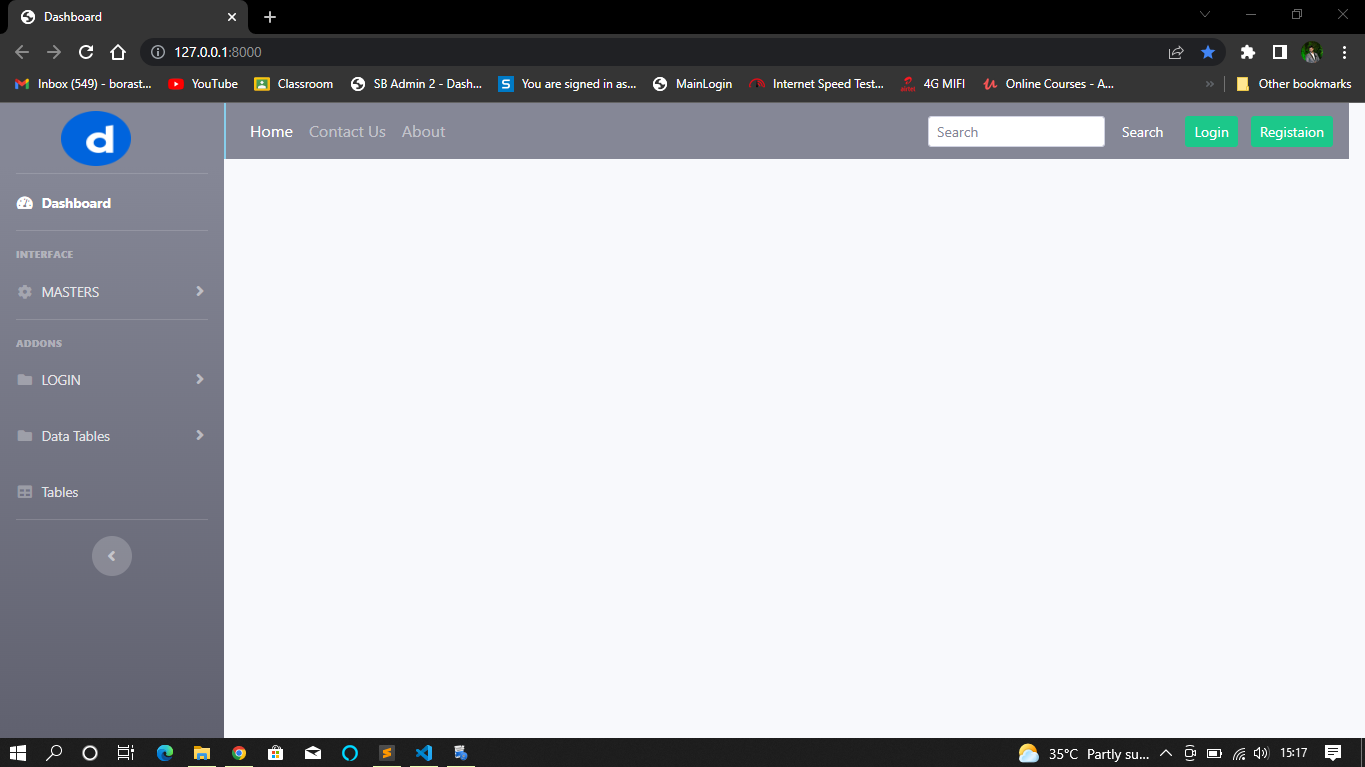 Dashboard
127.0.0.1:8000
Inbox (549) - borast... YouTube Classroom SB Admin 2 - Dash... S You are signed in as... MainLogin Internet Speed Test... airtel 4G MIFI Online Courses - A... » Other bookmarks
d
Home Contact Us About Search Search Login Registaion
Dashboard
INTERFACE
MASTERS
ADDONS
LOGIN
Data Tables
Tables
35°C Partly su... 15:17